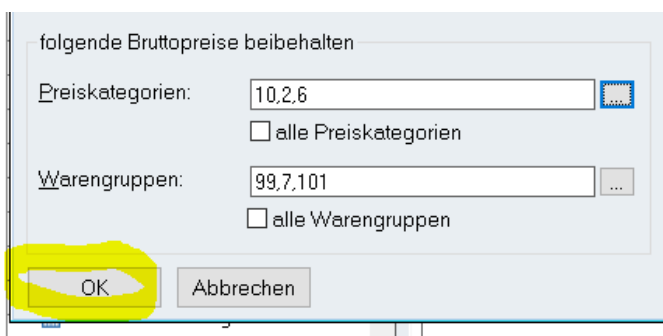 folgende Bruttopreise beibehalten
Preiskategorien: 10,2,6 ...
alle Preiskategorien
Warengruppen: 99,7,101 ...
alle Warengruppen
OK Abbrechen